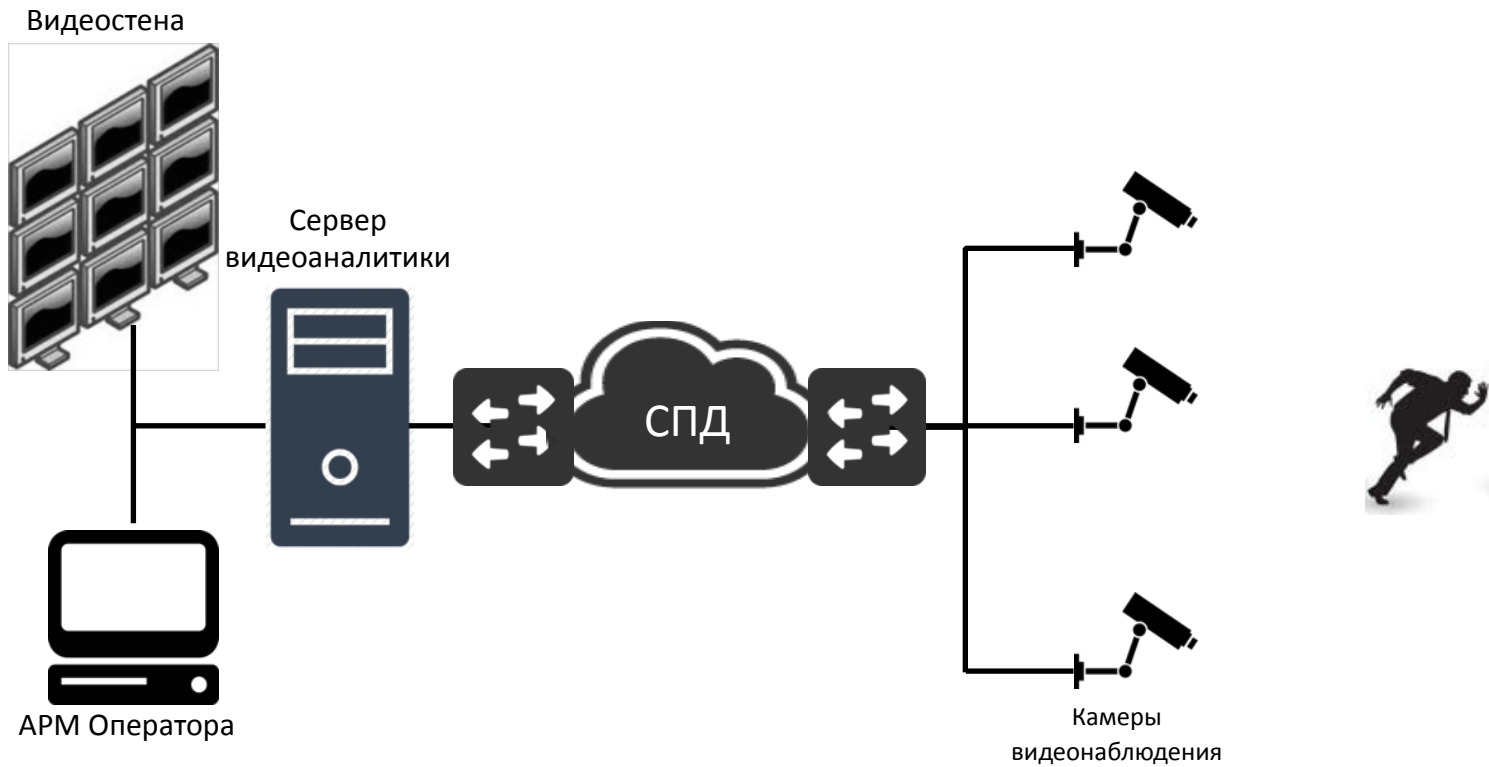 Видеостена
Сервер
видеоаналитики
СПД
АРМ Оператора
Камеры
видеонаблюдения